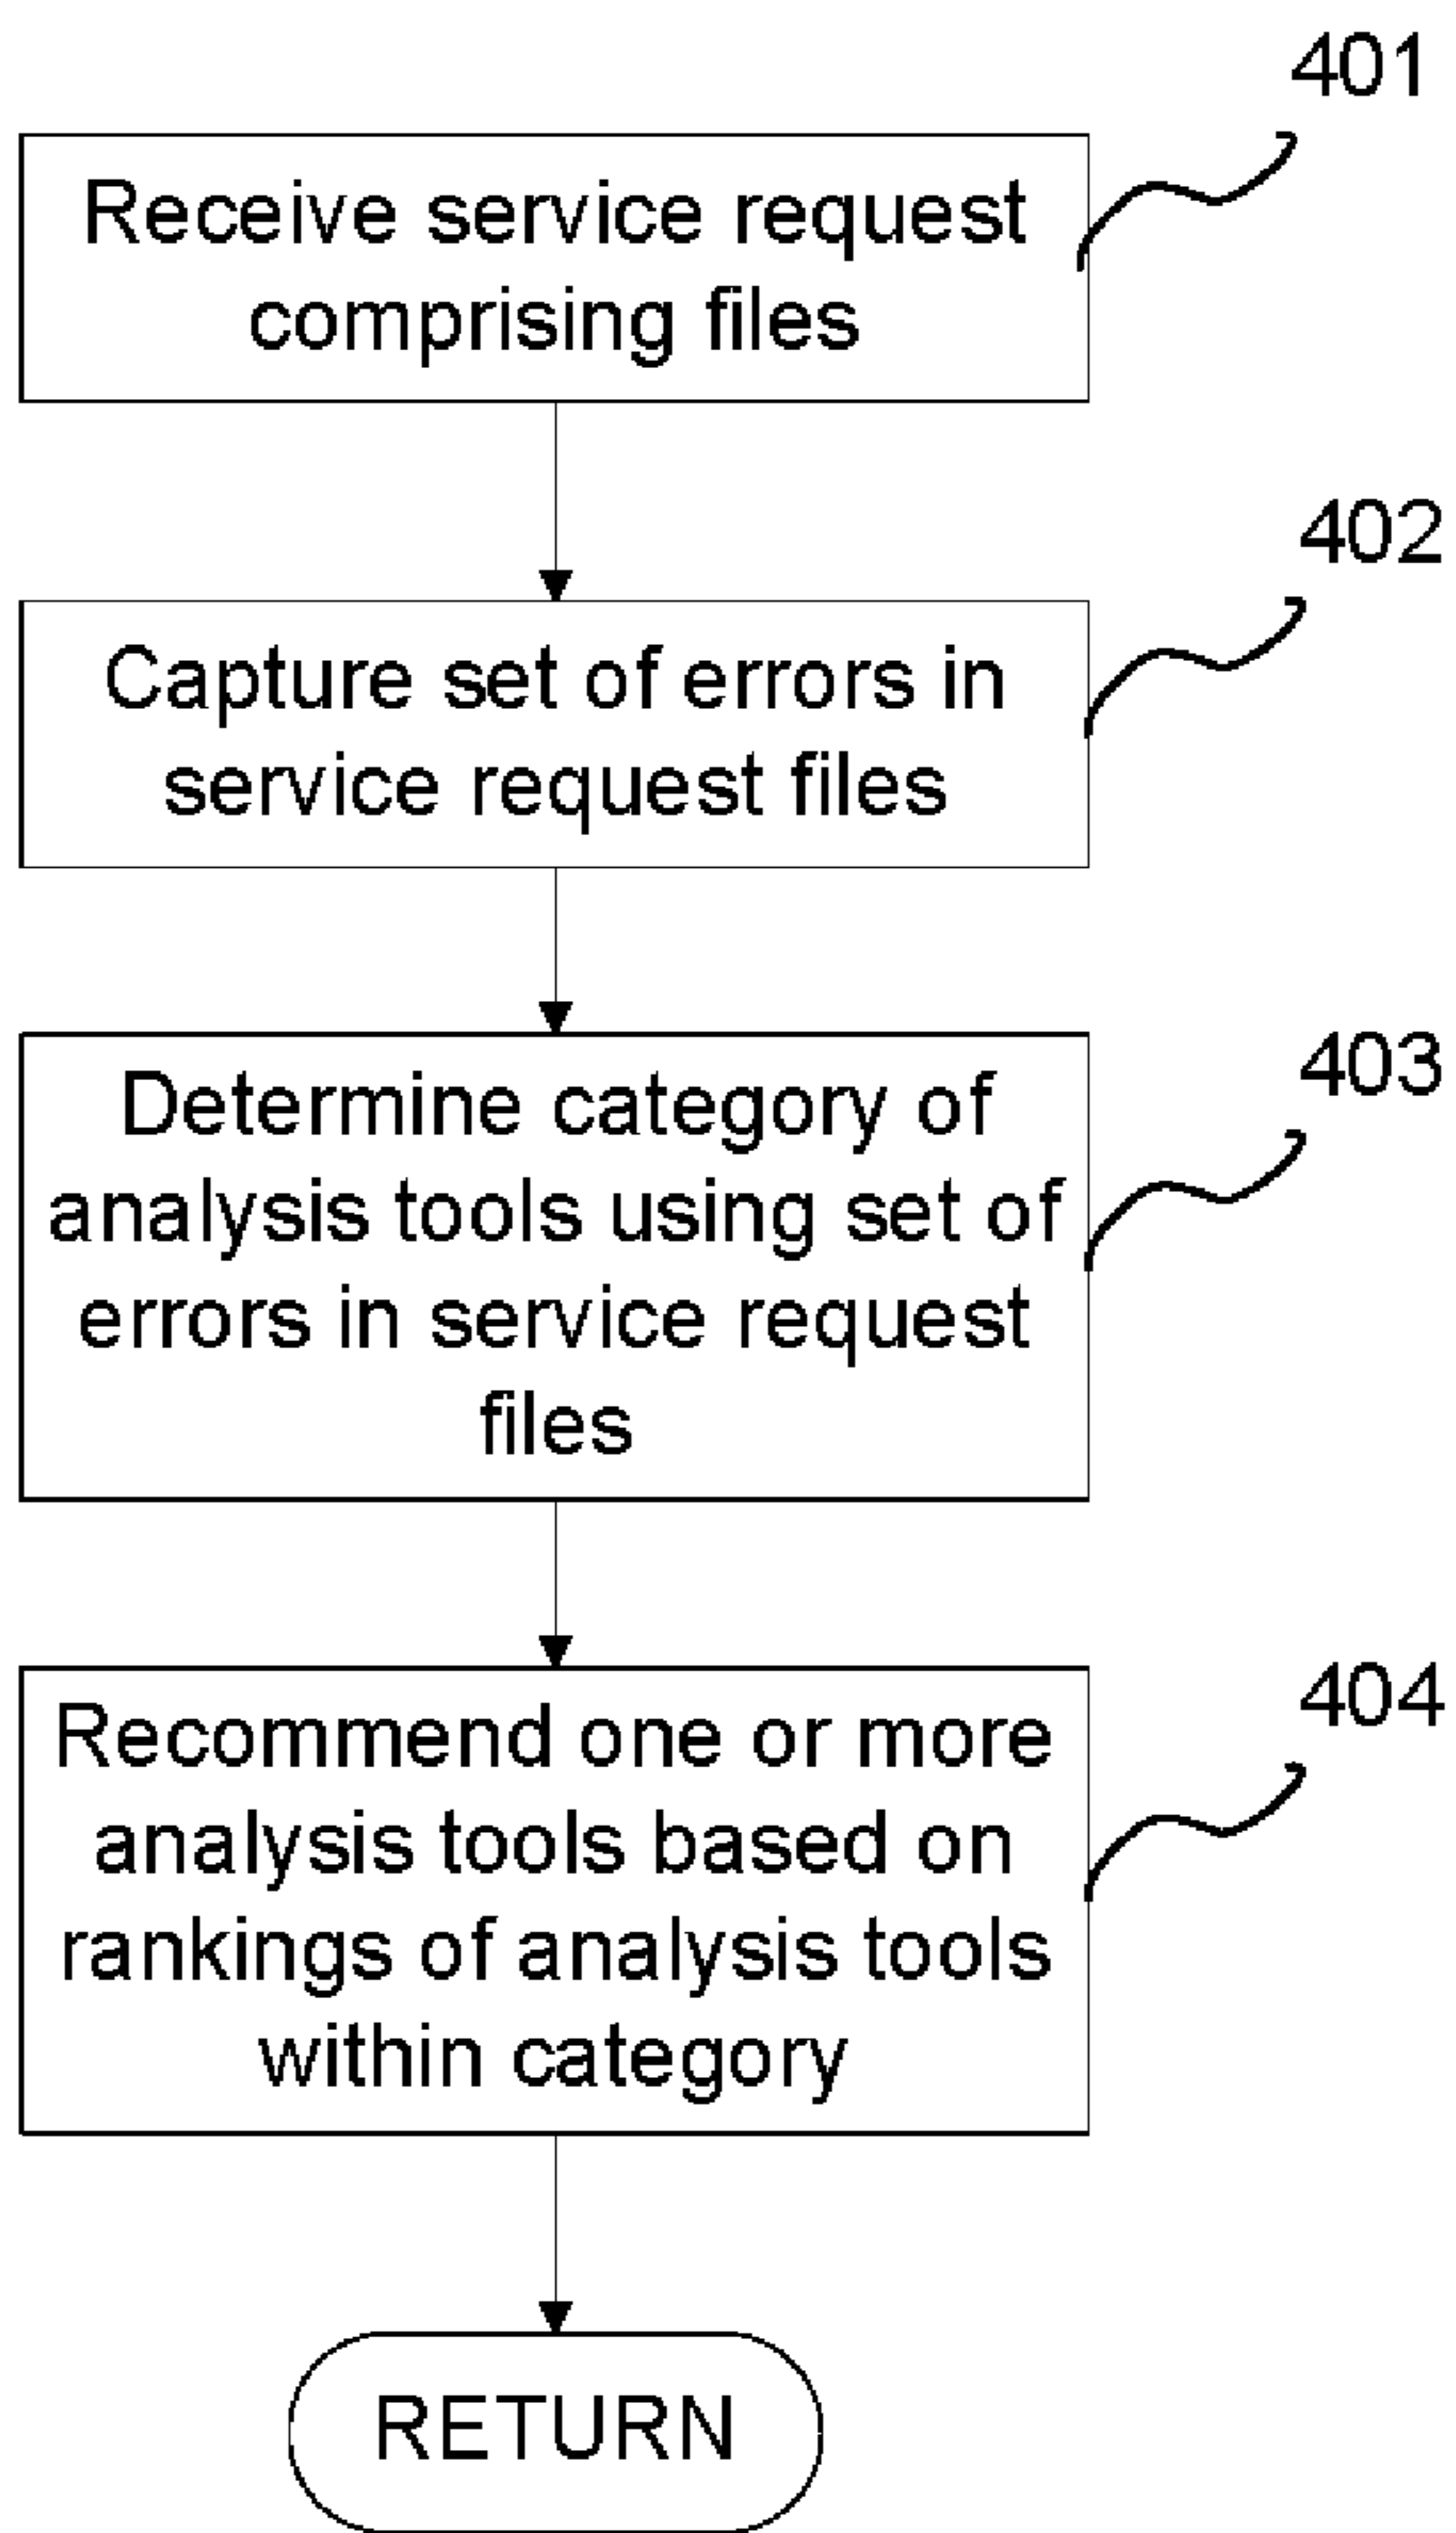 401
Receive service request
comprising files
402
Capture set of errors in
service request files
403
Determine category of
analysis tools using set of
errors in service request
files
404
Recommend one or more
analysis tools based on
rankings of analysis tools
within category
RETURN